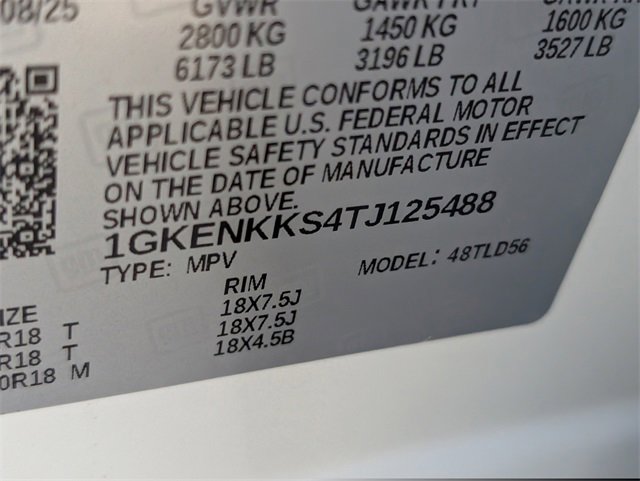 08/25 GVWR GAWR FRT GAWR
2800 KG 1450 KG 1600 KG
6173 LB 3196 LB 3527 LB
THIS VEHICLE CONFORMS TO ALL
APPLICABLE U.S. FEDERAL MOTOR
VEHICLE SAFETY STANDARDS IN EFFECT
ON THE DATE OF MANUFACTURE
SHOWN ABOVE.
1GKENKKS4TJ125488
TYPE: MPV MODEL: 48TLD56
IZE RIM
R18 T 18X7.5J
R18 T 18X7.5J
0R18 M 18X4.5B